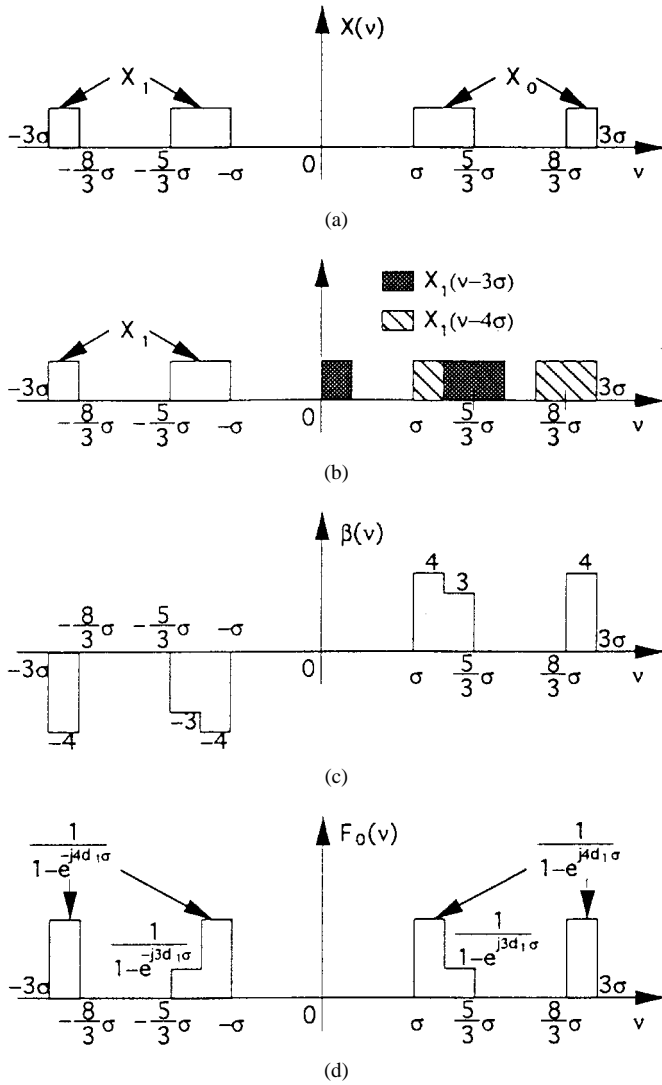 X(ν)
X₁
X₀
−3σ
−8/3σ
−5/3σ
−σ
0
σ
5/3σ
8/3σ
3σ
ν
(a)
X₁(ν−3σ)
X₁(ν−4σ)
X₁
−3σ
−8/3σ
−5/3σ
−σ
0
σ
5/3σ
8/3σ
3σ
ν
(b)
β(ν)
4
3
4
−8/3σ
−5/3σ
−σ
−3σ
0
σ
5/3σ
8/3σ
3σ
ν
−4
−3
−4
(c)
F₀(ν)
1/(1−e^(−j4d₁σ))
1/(1−e^(j4d₁σ))
1/(1−e^(−j3d₁σ))
1/(1−e^(j3d₁σ))
−3σ
−8/3σ
−5/3σ
−σ
0
σ
5/3σ
8/3σ
3σ
ν
(d)